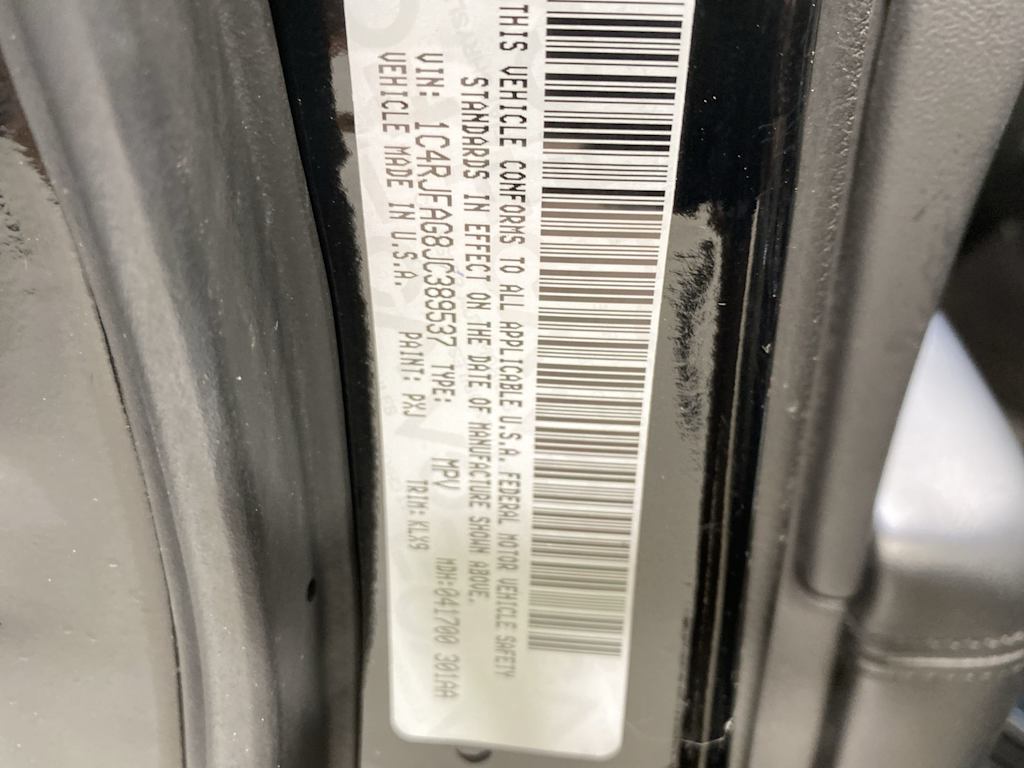 THIS VEHICLE CONFORMS TO ALL APPLICABLE U.S.A. FEDERAL MOTOR VEHICLE SAFETY
STANDARDS IN EFFECT ON THE DATE OF MANUFACTURE SHOWN ABOVE.
VIN: 1C4RJFAG8JC389537 TYPE: MPV MDH:041700 301AA
VEHICLE MADE IN U.S.A. PAINT: PXJ TRIM:KLX9